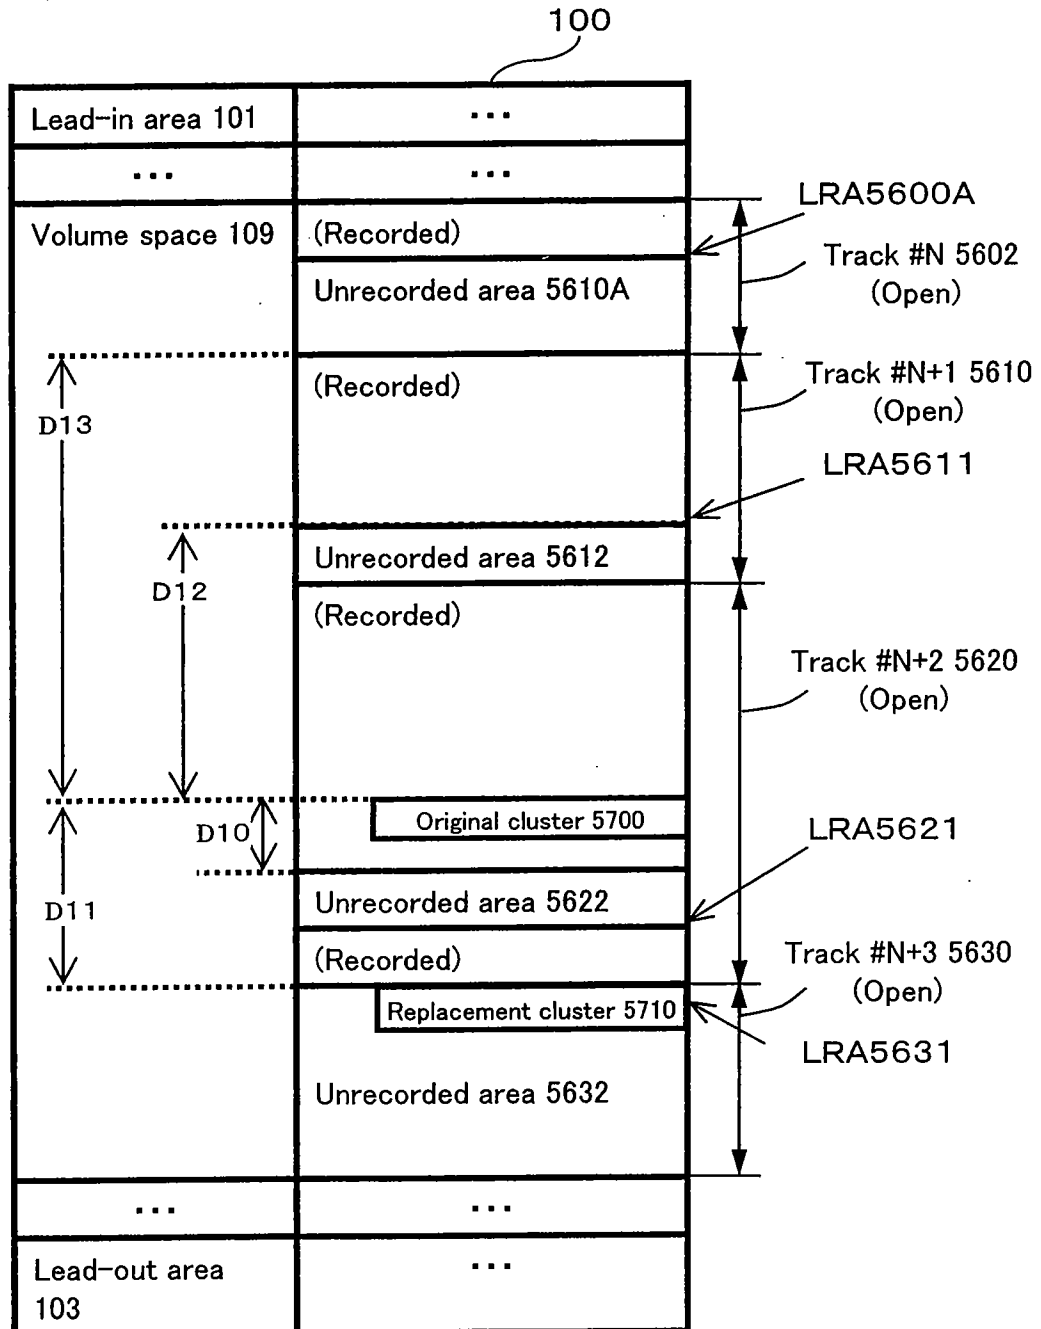 100
Lead-in area 101
...
...
...
LRA5600A
Volume space 109
(Recorded)
Track #N 5602
(Open)
Unrecorded area 5610A
(Recorded)
Track #N+1 5610
(Open)
D13
LRA5611
Unrecorded area 5612
D12
(Recorded)
Track #N+2 5620
(Open)
Original cluster 5700
D10
LRA5621
Unrecorded area 5622
D11
(Recorded)
Track #N+3 5630
(Open)
Replacement cluster 5710
LRA5631
Unrecorded area 5632
...
...
Lead-out area
103
...